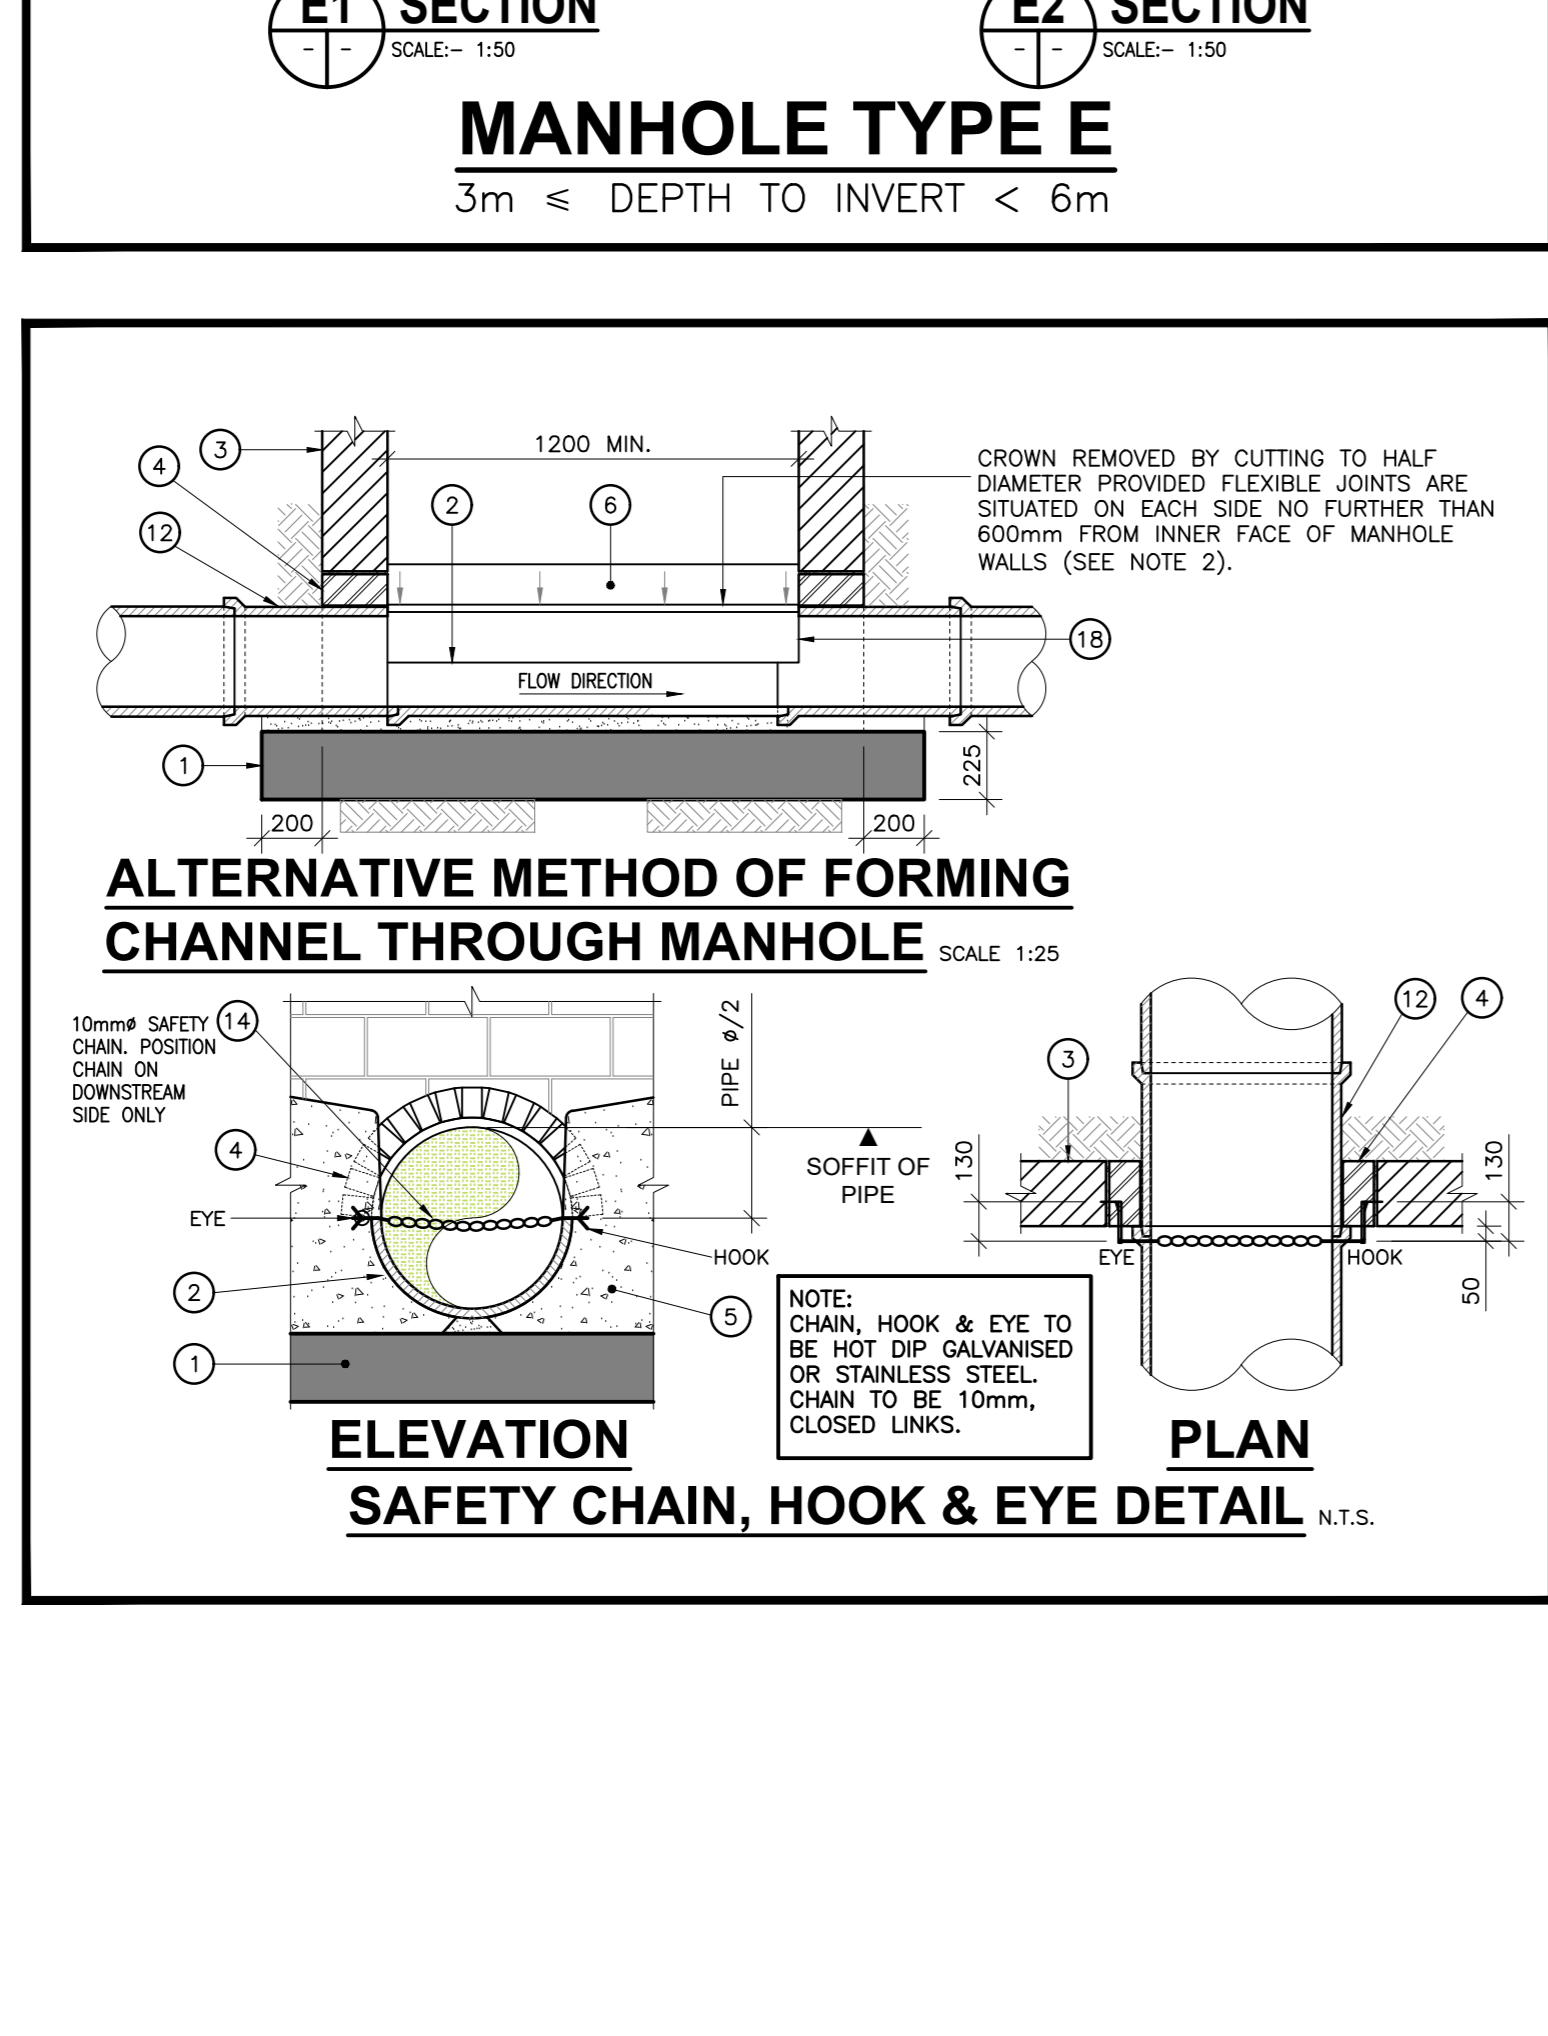 E1 SECTION
- - SCALE:- 1:50
E2 SECTION
- - SCALE:- 1:50
MANHOLE TYPE E
3m ≤ DEPTH TO INVERT < 6m
3
4
12
1200 MIN.
2
6
CROWN REMOVED BY CUTTING TO HALF
DIAMETER PROVIDED FLEXIBLE JOINTS ARE
SITUATED ON EACH SIDE NO FURTHER THAN
600mm FROM INNER FACE OF MANHOLE
WALLS (SEE NOTE 2).
18
FLOW DIRECTION
1
225
200
200
ALTERNATIVE METHOD OF FORMING
CHANNEL THROUGH MANHOLE SCALE 1:25
10mmø SAFETY
CHAIN. POSITION
CHAIN ON
DOWNSTREAM
SIDE ONLY
14
4
EYE
2
1
PIPE ø/2
SOFFIT OF
PIPE
HOOK
5
NOTE:
CHAIN, HOOK & EYE TO
BE HOT DIP GALVANISED
OR STAINLESS STEEL.
CHAIN TO BE 10mm,
CLOSED LINKS.
12
4
3
130
130
EYE
HOOK
50
ELEVATION
PLAN
SAFETY CHAIN, HOOK & EYE DETAIL N.T.S.